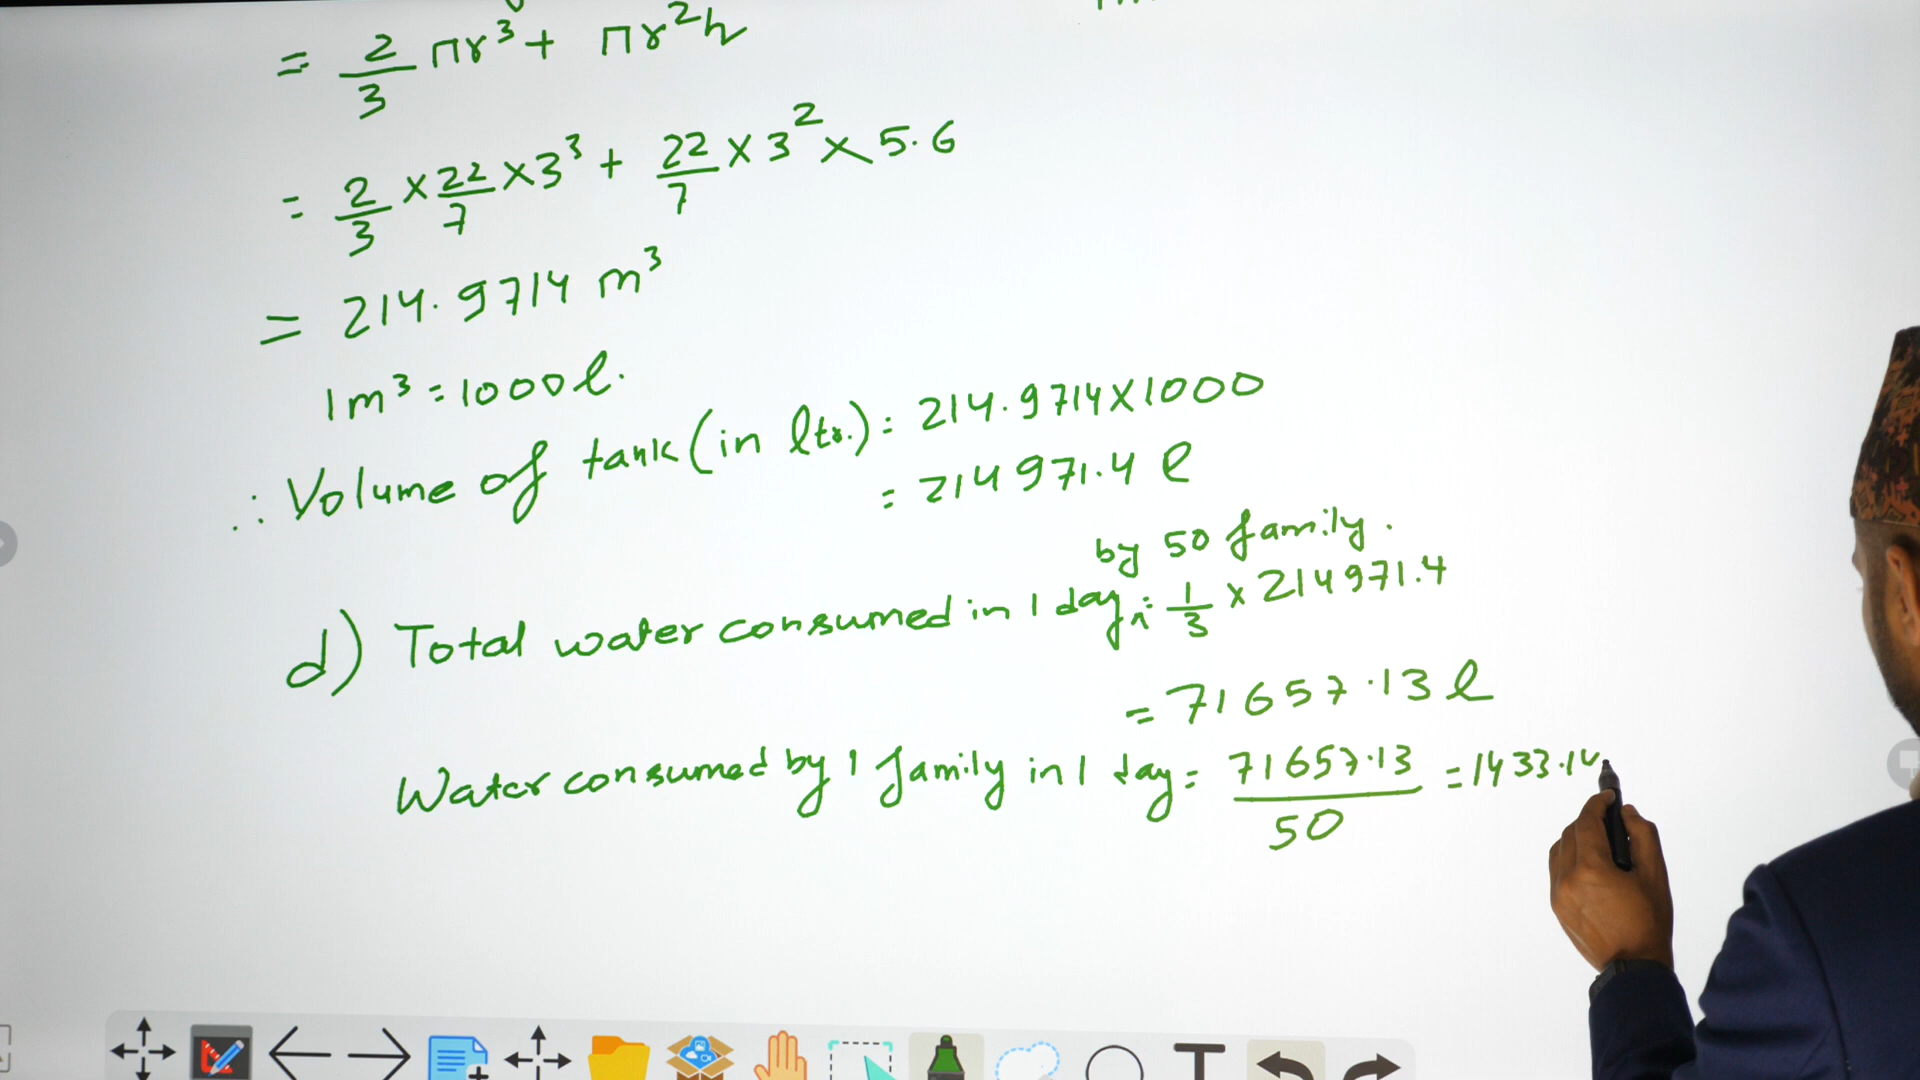 = 2/3 πr³ + πr²h
= 2/3 × 22/7 × 3³ + 22/7 × 3² × 5.6
= 214.9714 m³
1m³ = 1000 l.
∴ Volume of tank (in ltr.) = 214.9714 × 1000
= 214971.4 l
by 50 family.
d) Total water consumed in 1 day = 1/3 × 214971.4
= 71657.13 l
Water consumed by 1 family in 1 day = 71657.13/50 = 1433.14
T